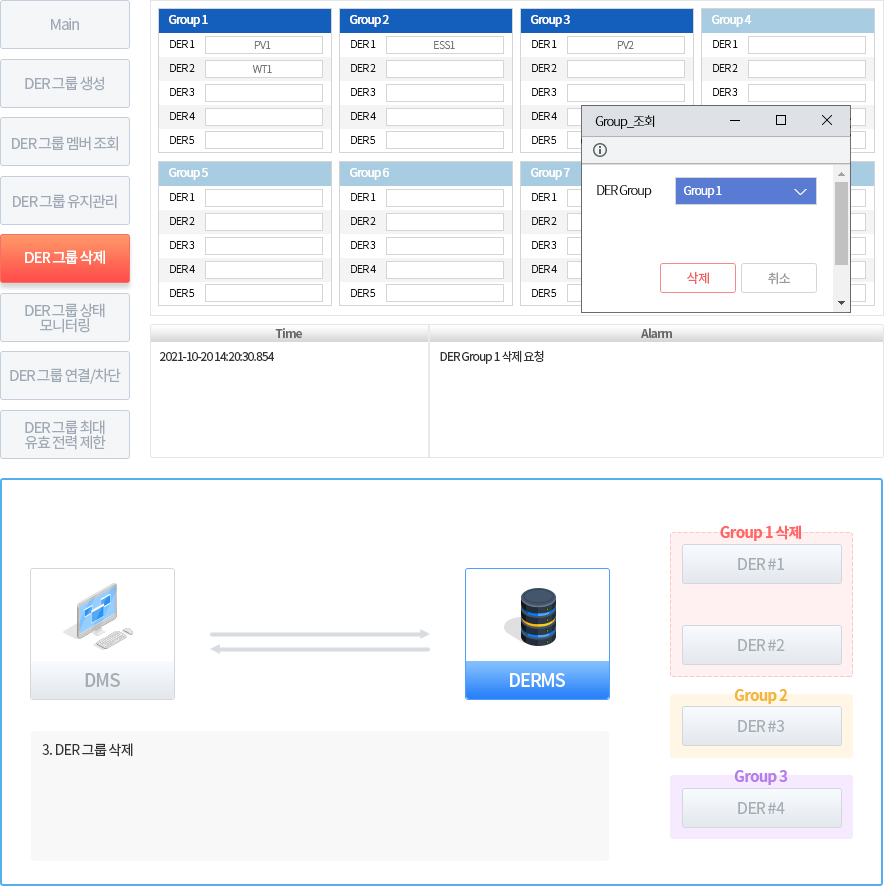 Main
DER 그룹 생성
DER 그룹 멤버 조회
DER 그룹 유지관리
DER 그룹 삭제
DER 그룹 상태
모니터링
DER 그룹 연결/차단
DER 그룹 최대
유효 전력 제한
Group 1
DER 1 PV1
DER 2 WT1
DER 3
DER 4
DER 5
Group 2
DER 1 ESS1
DER 2
DER 3
DER 4
DER 5
Group 3
DER 1 PV2
DER 2
DER 3
DER 4
DER 5
Group 4
DER 1
DER 2
DER 3
Group 5
DER 1
DER 2
DER 3
DER 4
DER 5
Group 6
DER 1
DER 2
DER 3
DER 4
DER 5
Group 7
DER 1
DER 2
DER 3
DER 4
DER 5
Group_조회
DER Group Group 1
삭제 취소
Time Alarm
2021-10-20 14:20:30.854 DER Group 1 삭제 요청
DMS
DERMS
3. DER 그룹 삭제
Group 1 삭제
DER #1
DER #2
Group 2
DER #3
Group 3
DER #4